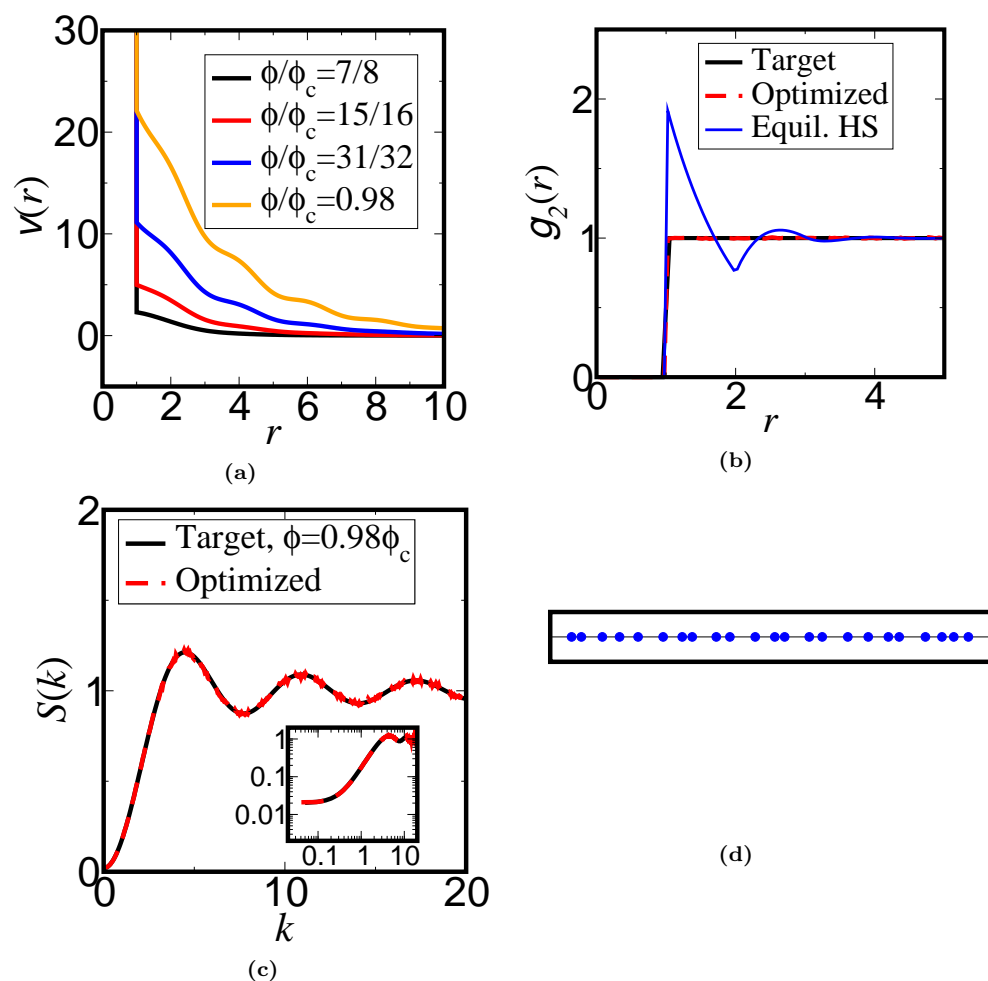 30
20
10
0
v(r)
ϕ/ϕc=7/8
ϕ/ϕc=15/16
ϕ/ϕc=31/32
ϕ/ϕc=0.98
0 2 4 6 8 10
r
(a)
2
1
0
g2(r)
Target
Optimized
Equil. HS
0 2 4
r
(b)
2
1
0
S(k)
Target, ϕ=0.98ϕc
Optimized
1
0.1
0.01
0.1 1 10
0 10 20
k
(c)
(d)